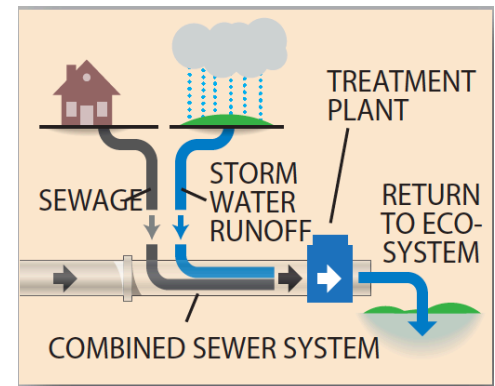 TREATMENT
PLANT
SEWAGE
STORM
WATER
RUNOFF
RETURN
TO ECO-
SYSTEM
COMBINED SEWER SYSTEM